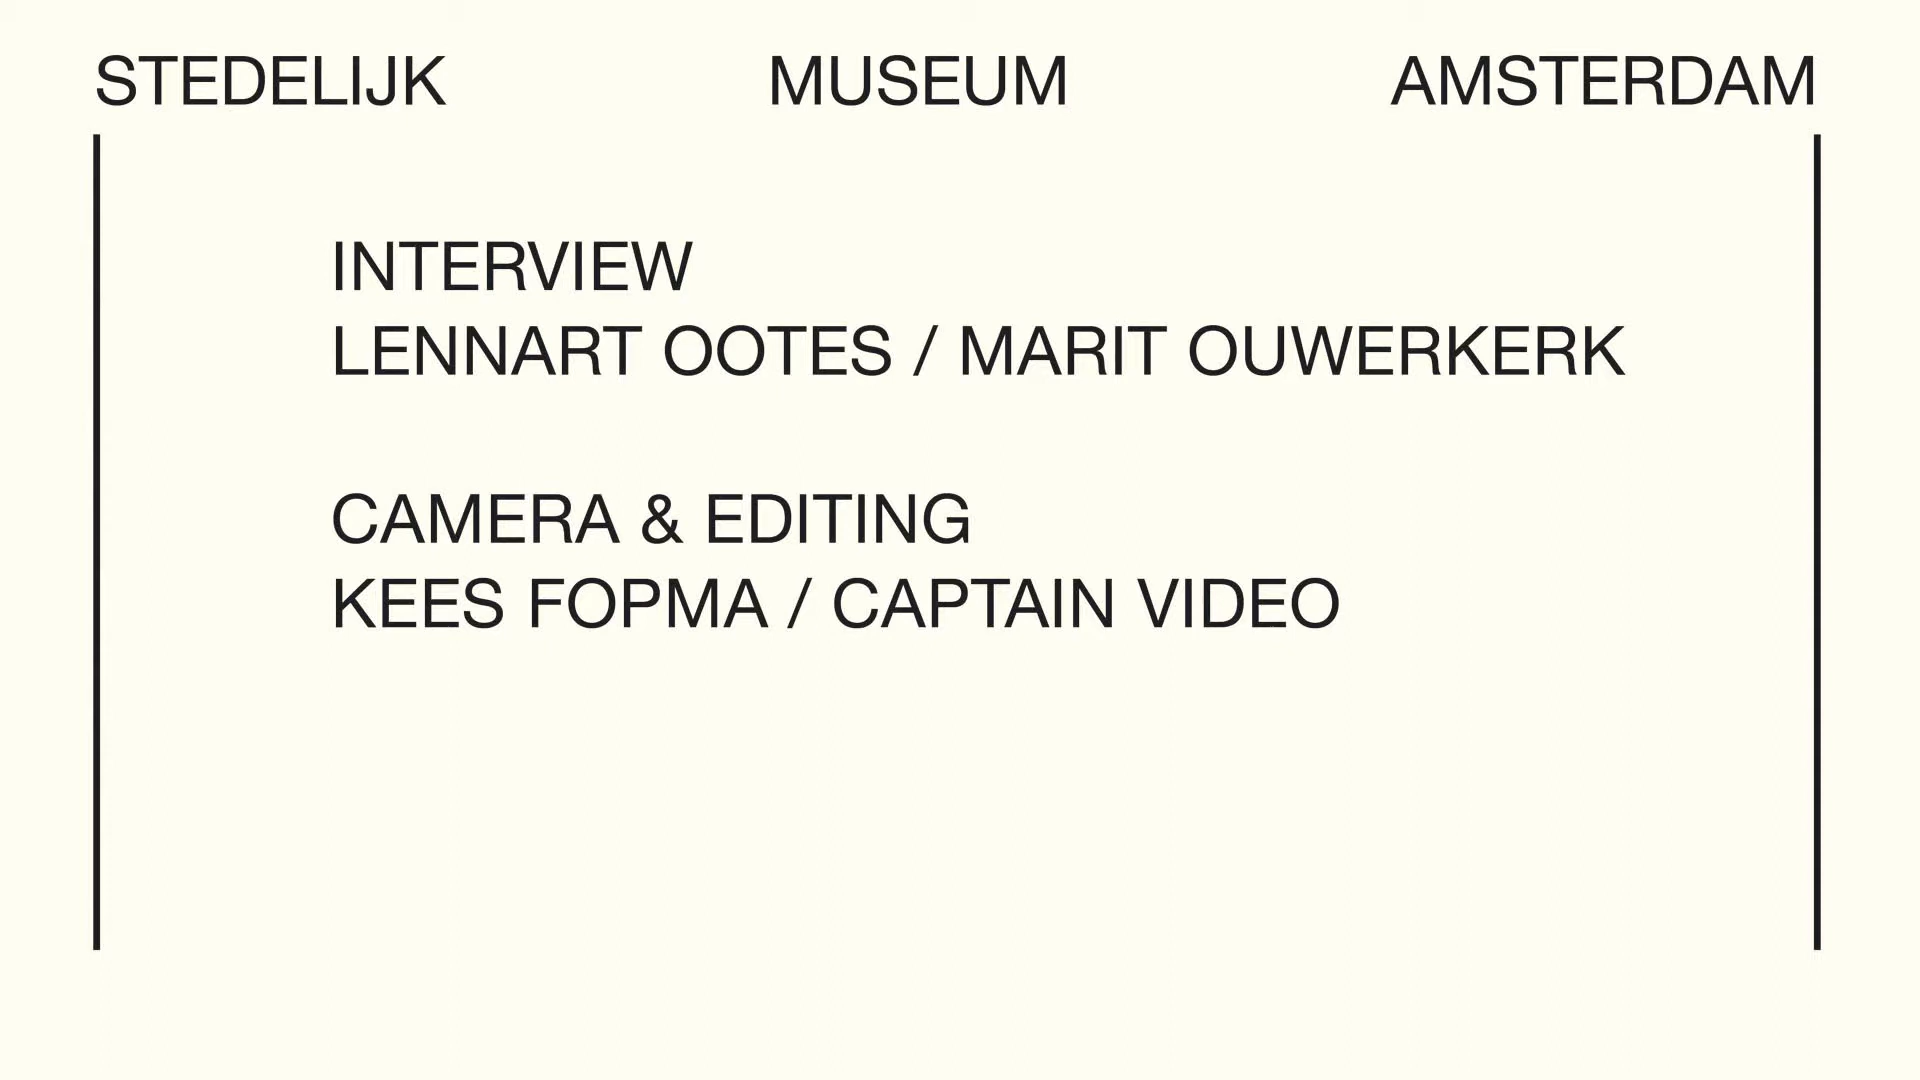 STEDELIJK MUSEUM AMSTERDAM
INTERVIEW
LENNART OOTES / MARIT OUWERKERK
CAMERA & EDITING
KEES FOPMA / CAPTAIN VIDEO